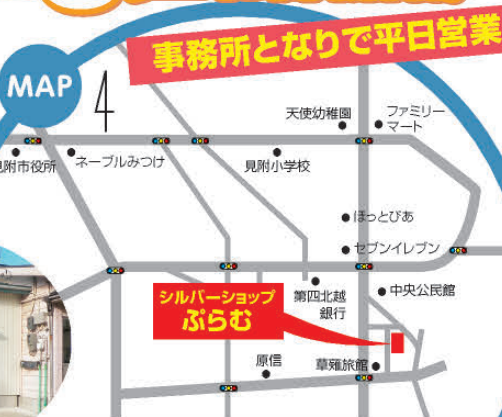 事務所となりで平日営業
MAP
天使幼稚園
ファミリー
マート
見附市役所
ネーブルみつけ
見附小学校
ほっとぴあ
セブンイレブン
シルバーショップ
ぷらむ
第四北越
銀行
中央公民館
原信
草薙旅館